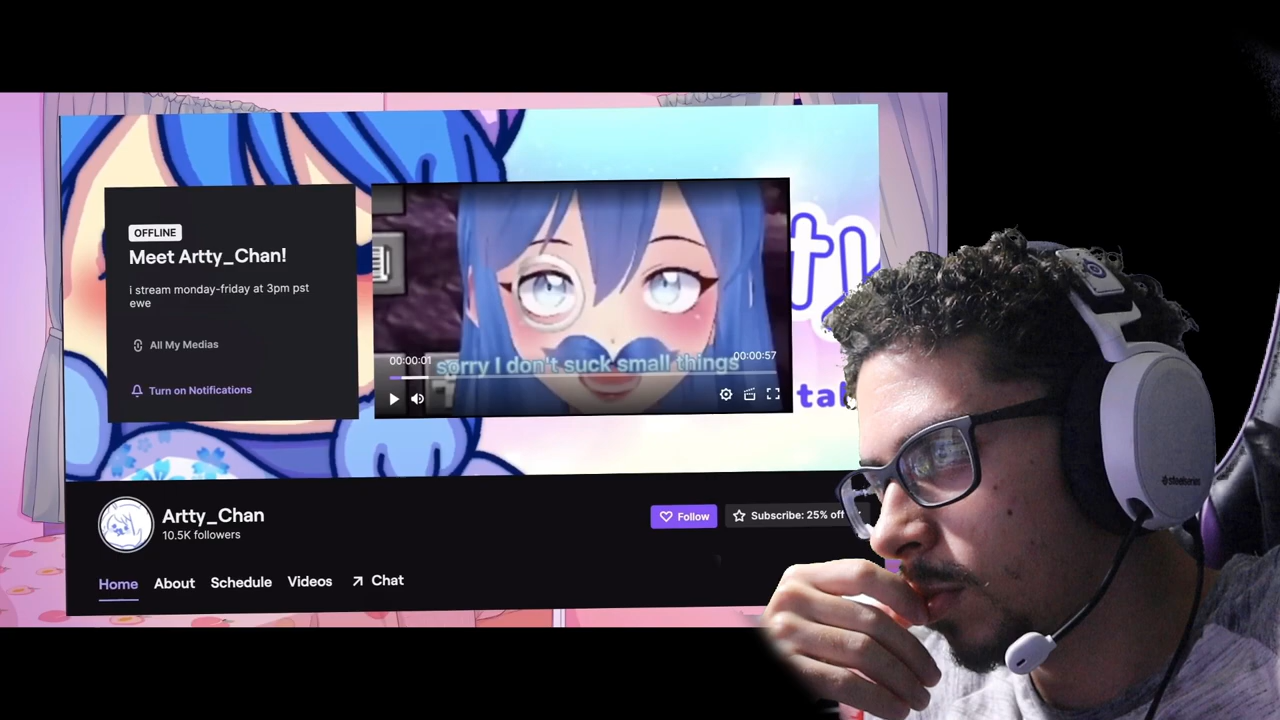 OFFLINE
Meet Artty_Chan!
i stream monday-friday at 3pm pst
ewe
All My Medias
Turn on Notifications
00:00:01
sorry I don't suck small things
00:00:57
Artty_Chan
10.5K followers
Follow
Subscribe: 25% off
Home
About
Schedule
Videos
Chat
steelseries